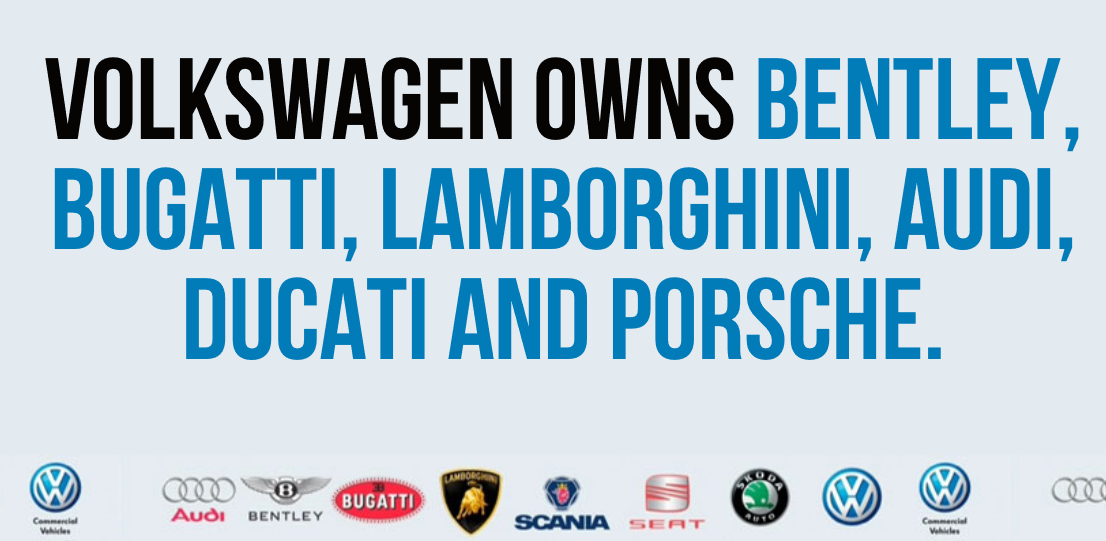 VOLKSWAGEN OWNS BENTLEY,
BUGATTI, LAMBORGHINI, AUDI,
DUCATI AND PORSCHE.
Commercial
Vehicles
Audi
B
BENTLEY
BUGATTI
LAMBORGHINI
SCANIA
SEAT
SKODA
AUTO
Commercial
Vehicles